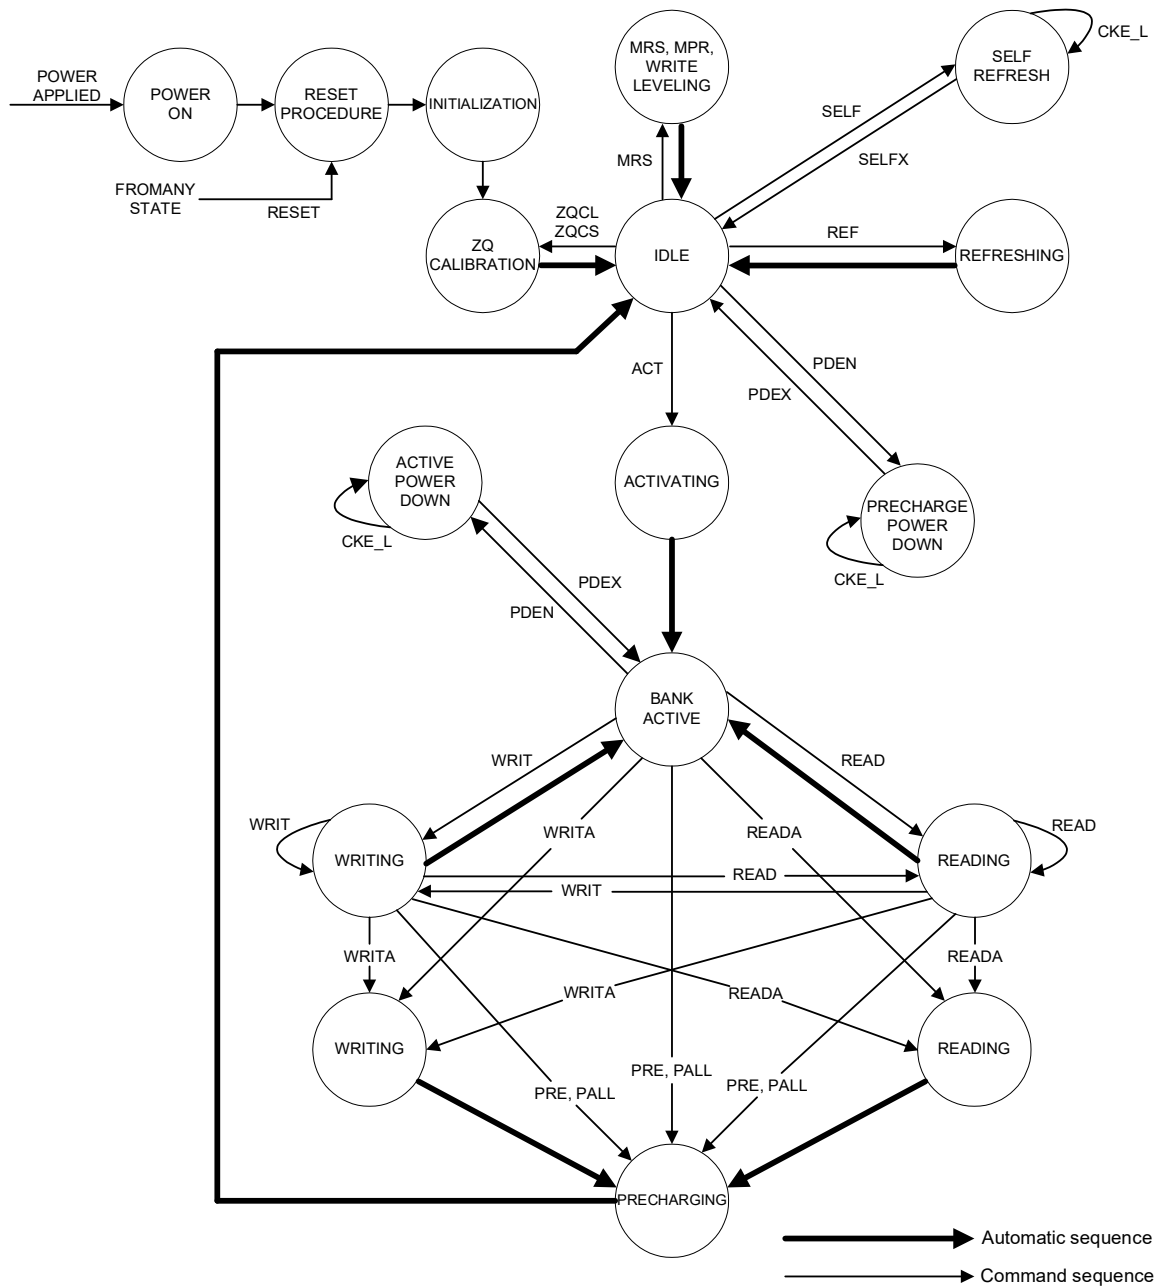 MRS, MPR,
WRITE
LEVELING
SELF
REFRESH
CKE_L
POWER
APPLIED
POWER
ON
RESET
PROCEDURE
INITIALIZATION
SELF
SELFX
MRS
FROMANY
STATE
RESET
ZQCL
ZQCS
ZQ
CALIBRATION
IDLE
REF
REFRESHING
ACT
PDEN
PDEX
ACTIVE
POWER
DOWN
CKE_L
ACTIVATING
PRECHARGE
POWER
DOWN
CKE_L
PDEX
PDEN
BANK
ACTIVE
WRIT
READ
WRIT
WRITA
READA
READ
WRITING
READING
READ
WRIT
WRITA
READA
WRITA
READA
WRITING
READING
PRE, PALL
PRE, PALL
PRE, PALL
PRECHARGING
Automatic sequence
Command sequence